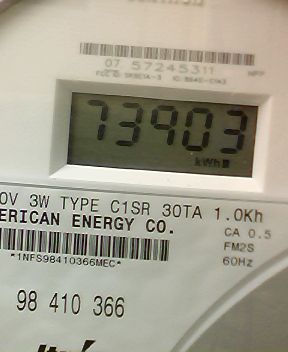 07 57245311
73903
kWh
0V 3W TYPE C1SR 30TA 1.0Kh
ERICAN ENERGY CO.
CA 0.5
FM2S
*1NFS98410366MEC*
60Hz
98 410 366